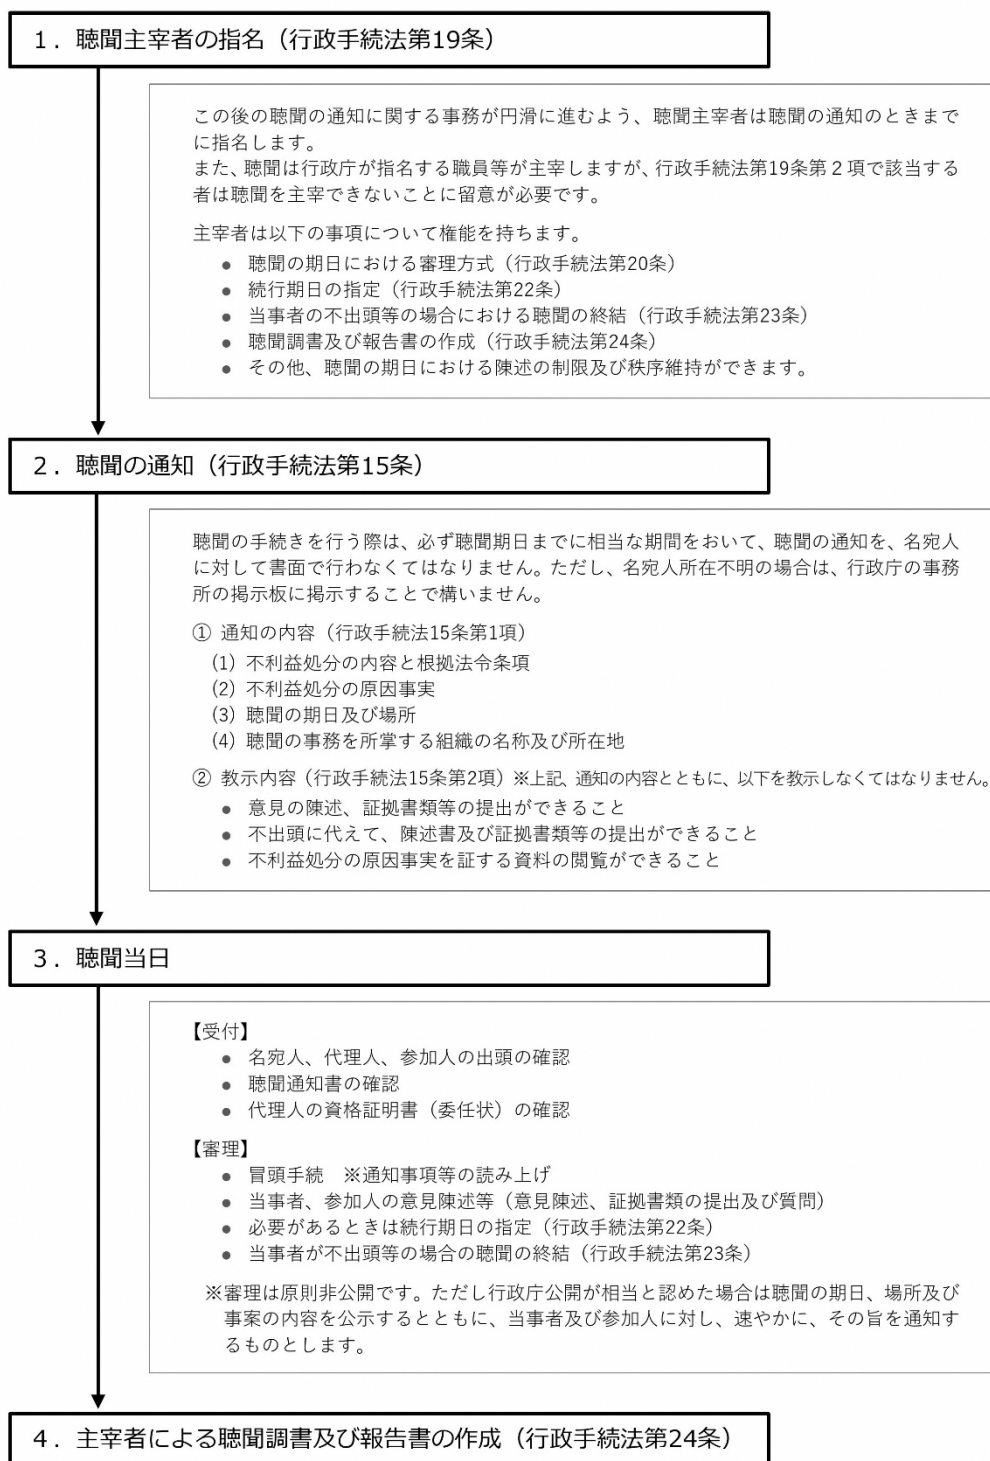 1．聴聞主宰者の指名（行政手続法第19条）
この後の聴聞の通知に関する事務が円滑に進むよう、聴聞主宰者は聴聞の通知のときまで
に指名します。
また、聴聞は行政庁が指名する職員等が主宰しますが、行政手続法第19条第２項で該当する
者は聴聞を主宰できないことに留意が必要です。
主宰者は以下の事項について権能を持ちます。
● 聴聞の期日における審理方式（行政手続法第20条）
● 続行期日の指定（行政手続法第22条）
● 当事者の不出頭等の場合における聴聞の終結（行政手続法第23条）
● 聴聞調書及び報告書の作成（行政手続法第24条）
● その他、聴聞の期日における陳述の制限及び秩序維持ができます。
2．聴聞の通知（行政手続法第15条）
聴聞の手続きを行う際は、必ず聴聞期日までに相当な期間をおいて、聴聞の通知を、名宛人
に対して書面で行わなくてはなりません。ただし、名宛人所在不明の場合は、行政庁の事務
所の掲示板に掲示することで構いません。
① 通知の内容（行政手続法15条第1項）
(1) 不利益処分の内容と根拠法令条項
(2) 不利益処分の原因事実
(3) 聴聞の期日及び場所
(4) 聴聞の事務を所掌する組織の名称及び所在地
② 教示内容（行政手続法15条第2項）※上記、通知の内容とともに、以下を教示しなくてはなりません。
● 意見の陳述、証拠書類等の提出ができること
● 不出頭に代えて、陳述書及び証拠書類等の提出ができること
● 不利益処分の原因事実を証する資料の閲覧ができること
3．聴聞当日
【受付】
● 名宛人、代理人、参加人の出頭の確認
● 聴聞通知書の確認
● 代理人の資格証明書（委任状）の確認
【審理】
● 冒頭手続　※通知事項等の読み上げ
● 当事者、参加人の意見陳述等（意見陳述、証拠書類の提出及び質問）
● 必要があるときは続行期日の指定（行政手続法第22条）
● 当事者が不出頭等の場合の聴聞の終結（行政手続法第23条）
※審理は原則非公開です。ただし行政庁公開が相当と認めた場合は聴聞の期日、場所及び
事案の内容を公示するとともに、当事者及び参加人に対し、速やかに、その旨を通知す
るものとします。
4．主宰者による聴聞調書及び報告書の作成（行政手続法第24条）